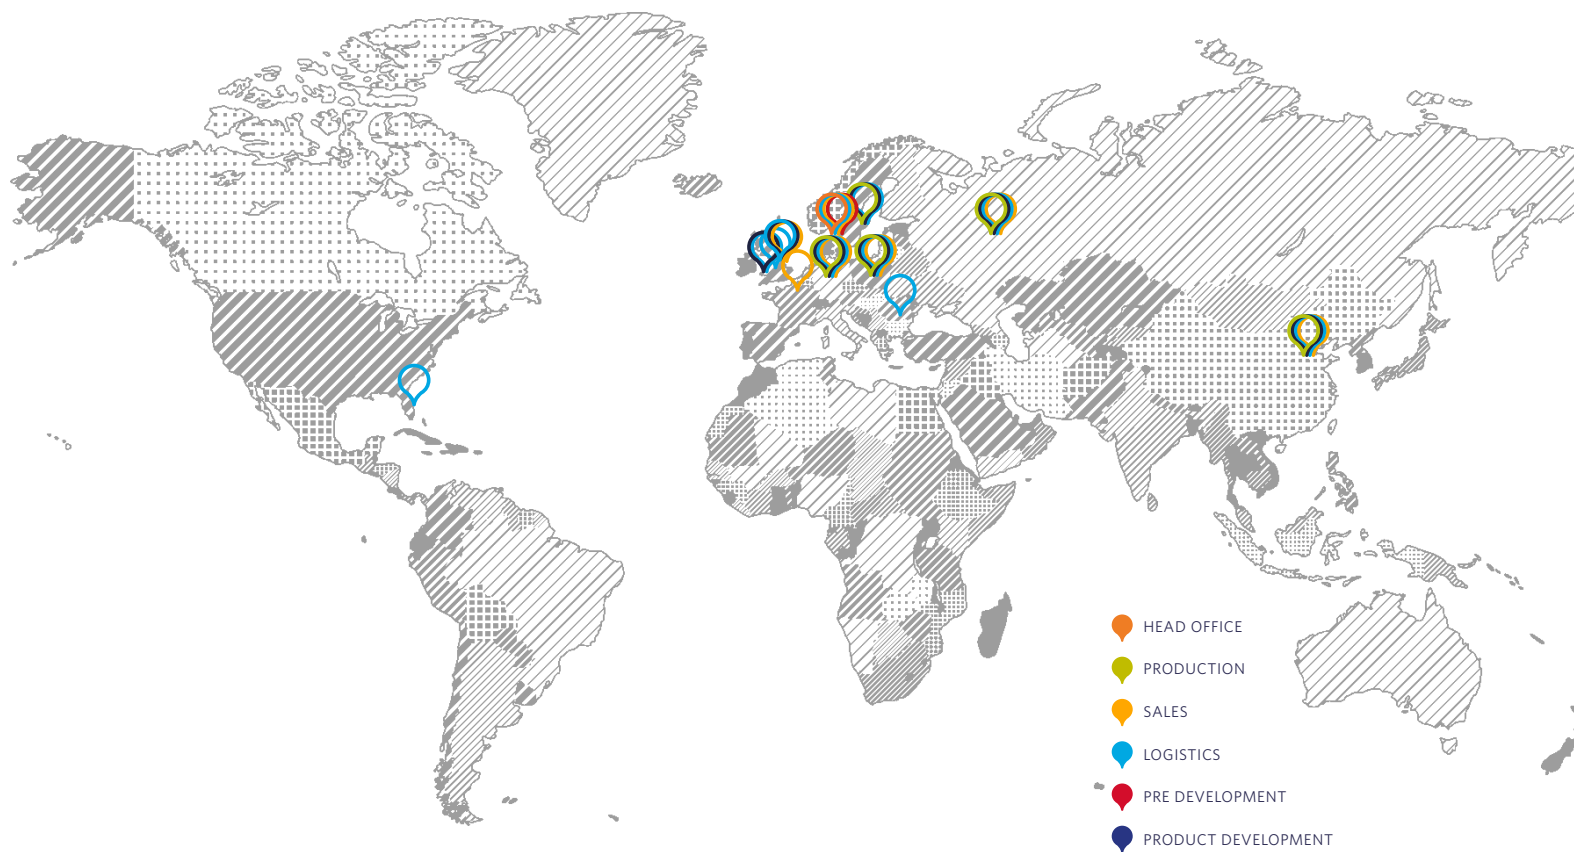 HEAD OFFICE
PRODUCTION
SALES
LOGISTICS
PRE DEVELOPMENT
PRODUCT DEVELOPMENT